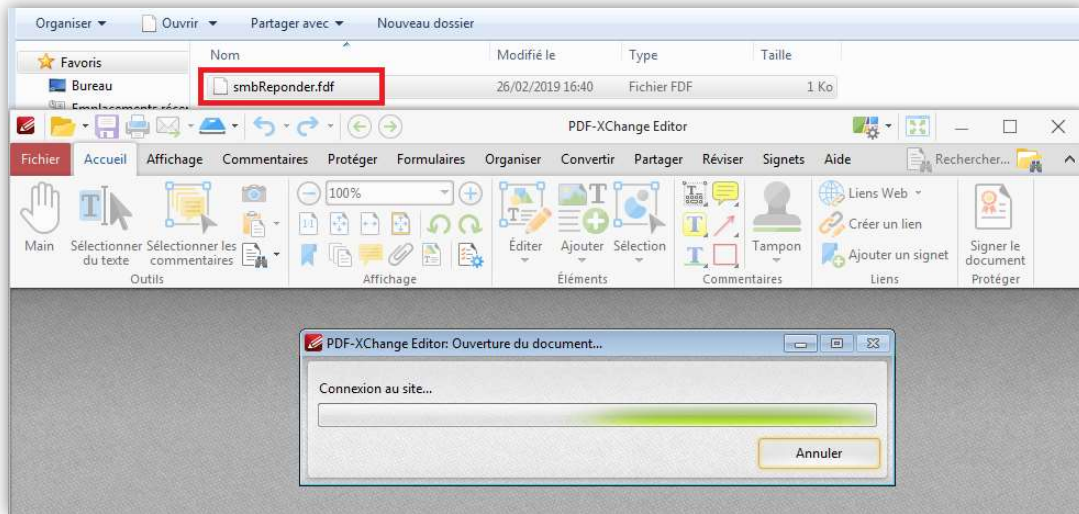 Organiser Ouvrir Partager avec Nouveau dossier
Nom Modifié le Type Taille
Favoris
Bureau
smbReponder.fdf 26/02/2019 16:40 Fichier FDF 1 Ko
PDF-XChange Editor
Fichier Accueil Affichage Commentaires Protéger Formulaires Organiser Convertir Partager Réviser Signets Aide Rechercher...
100%
Main
Sélectionner du texte
Sélectionner les commentaires
Outils
Affichage
Éditer Ajouter Sélection
Éléments
Tampon
Commentaires
Liens Web
Créer un lien
Ajouter un signet
Liens
Signer le document
Protéger
PDF-XChange Editor: Ouverture du document...
Connexion au site...
Annuler